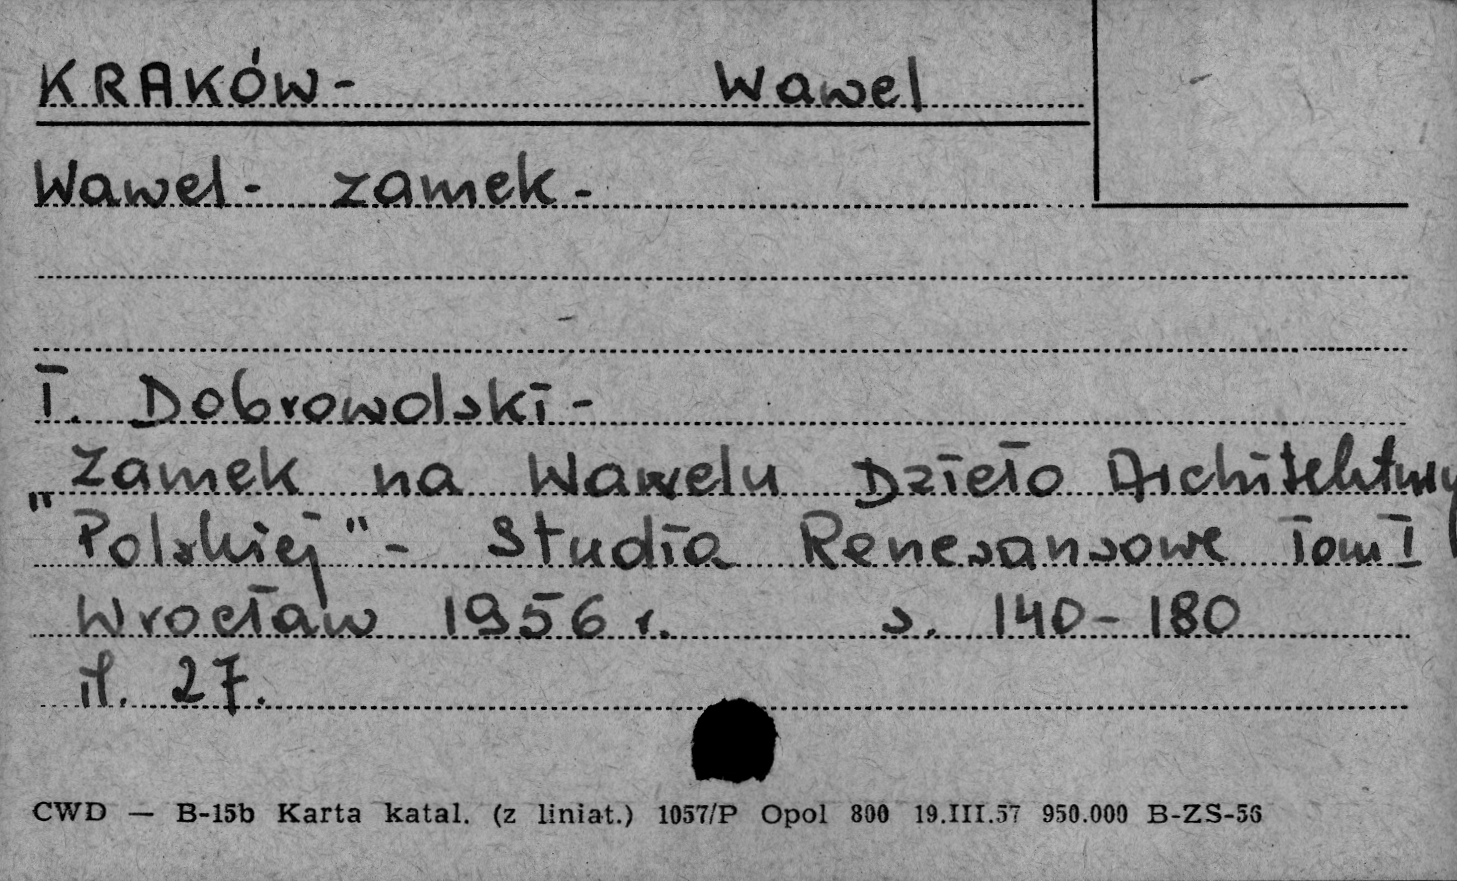 KRAKÓW- Wawel
Wawel- zamek-
T. Dobrowolski-
"Zamek na Wawelu Dzieło Architektury
Polskiej"- Studia Renesansowe Tom I
Wrocław 1956 r. s. 140-180
il. 27.
CWD — B-15b Karta katal. (z liniat.) 1057/P Opol 800 19.III.57 950.000 B-ZS-56